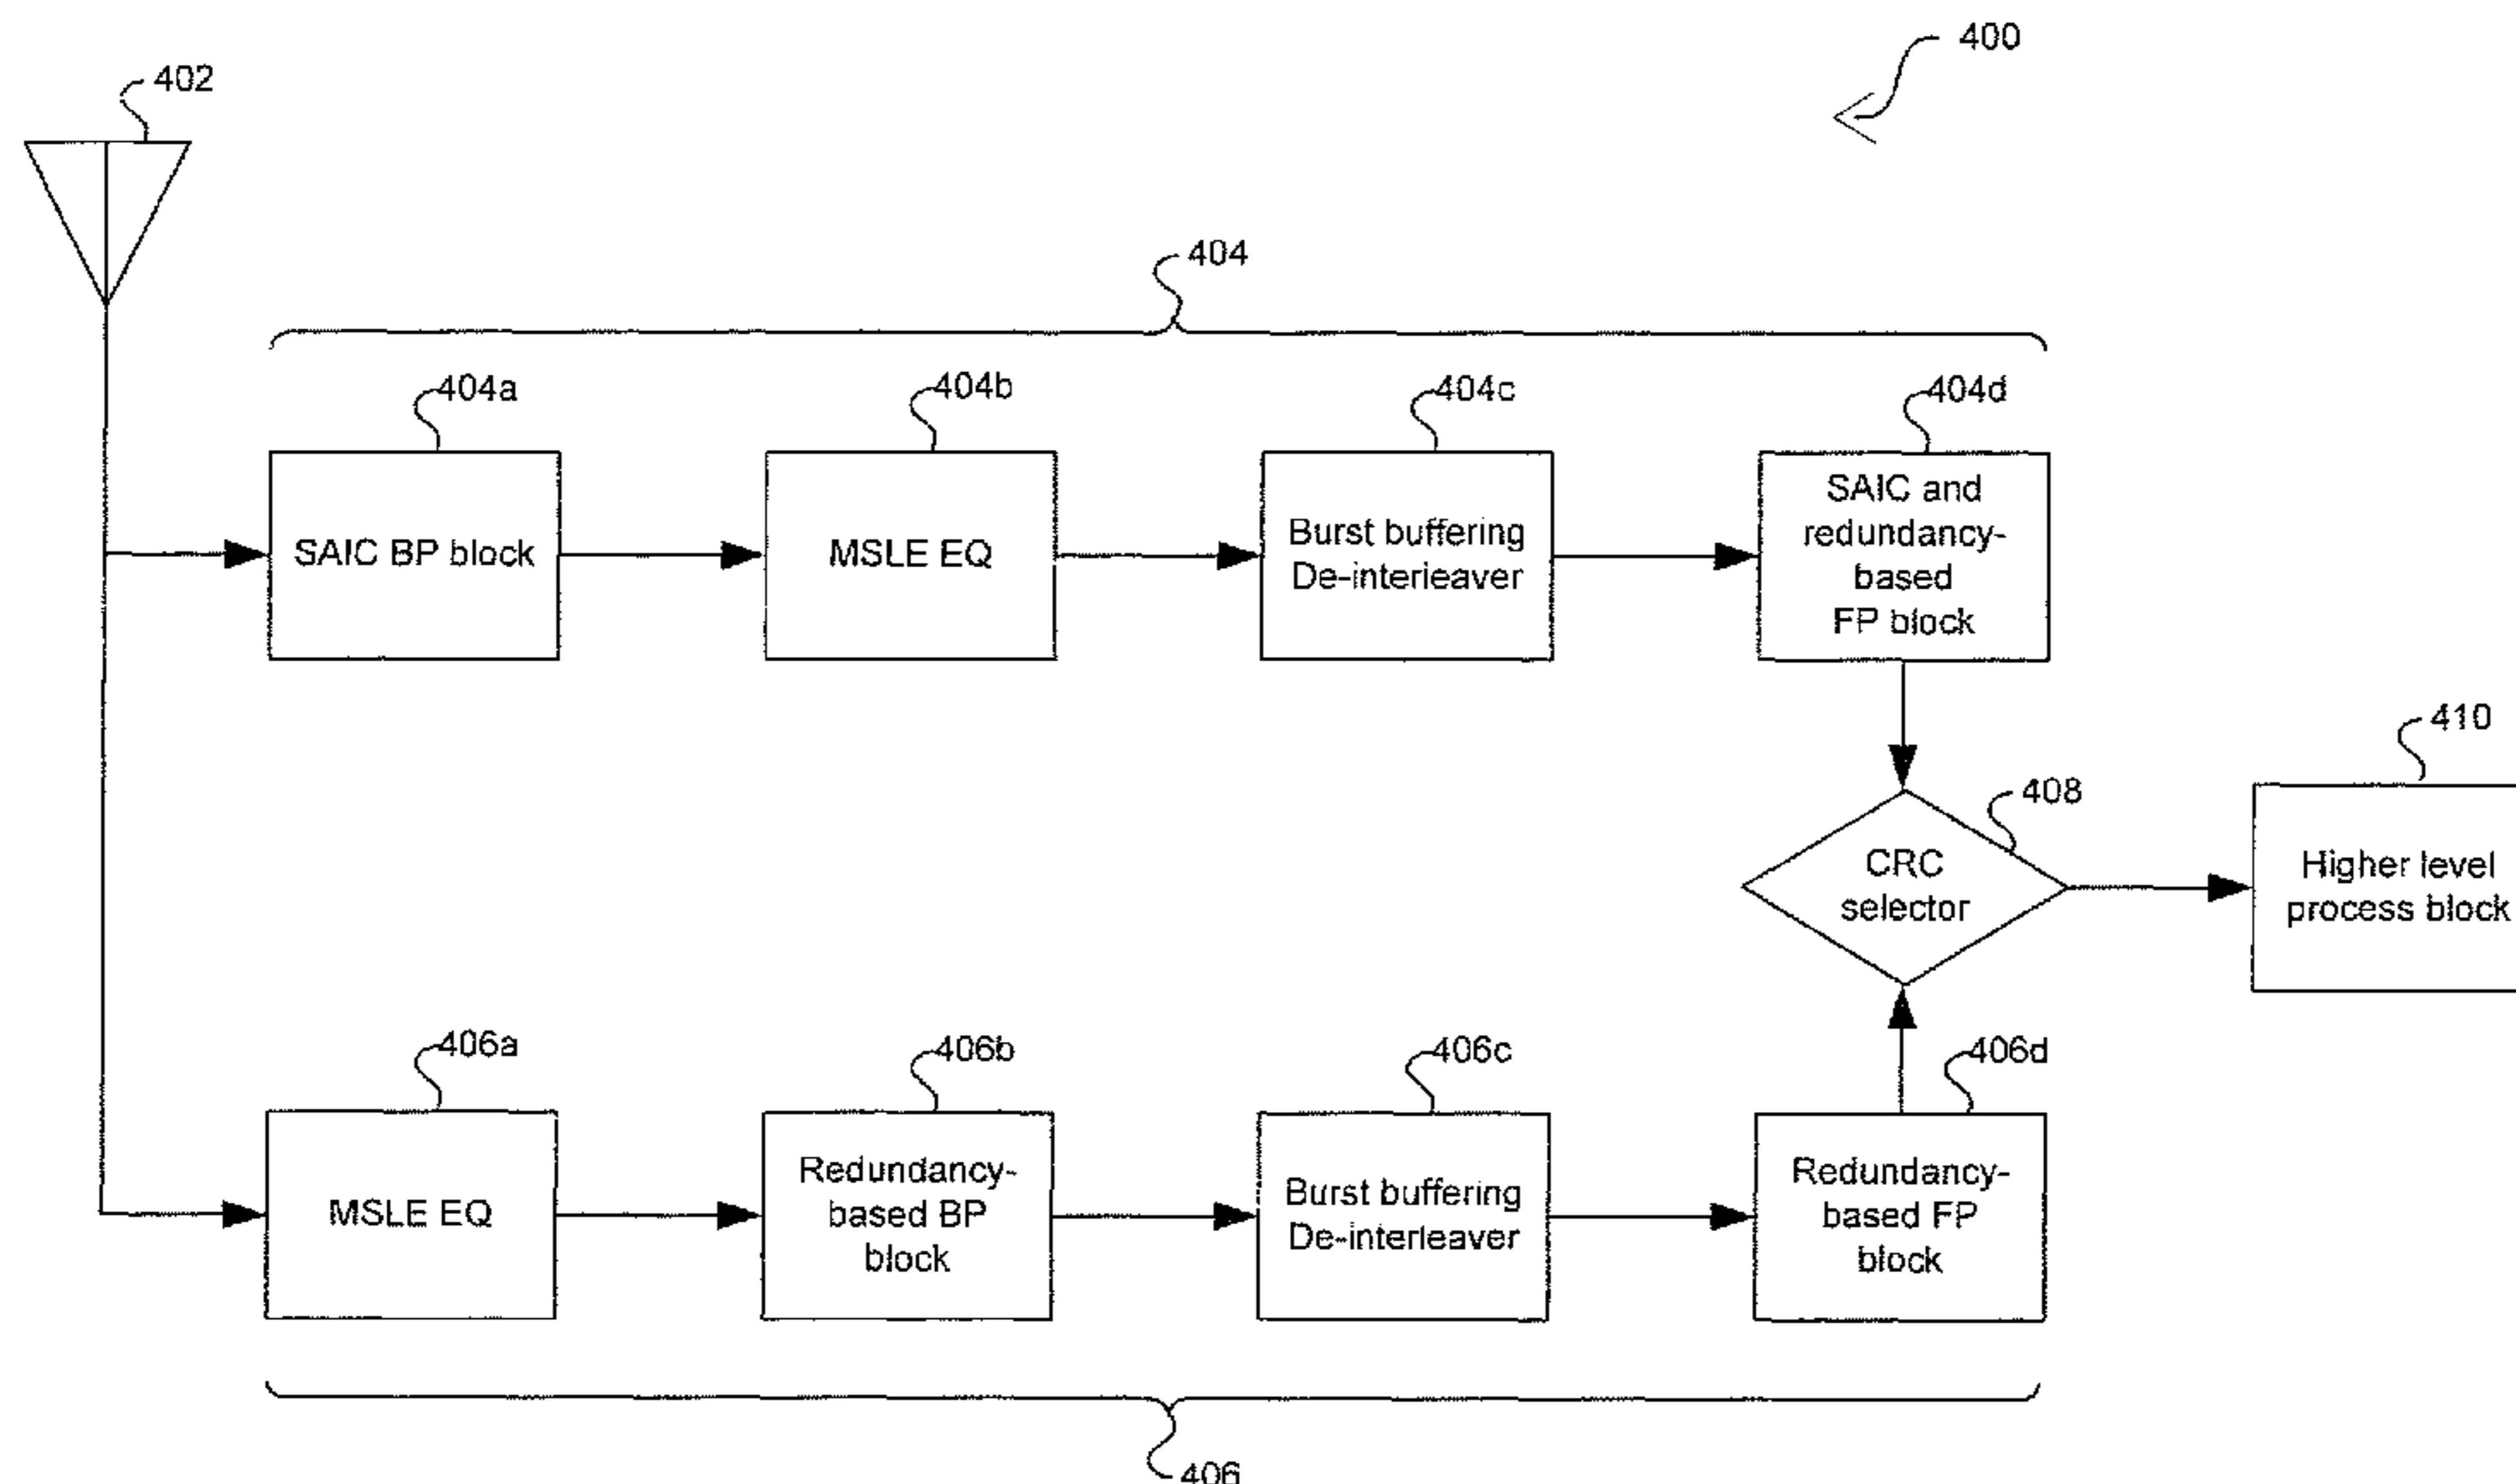 400
402
404
404a
404b
404c
404d
SAIC BP block
MSLE EQ
Burst buffering
De-interleaver
SAIC and
redundancy-
based
FP block
410
408
CRC
selector
Higher level
process block
406a
406b
406c
406d
MSLE EQ
Redundancy-
based BP
block
Burst buffering
De-interleaver
Redundancy-
based FP
block
406